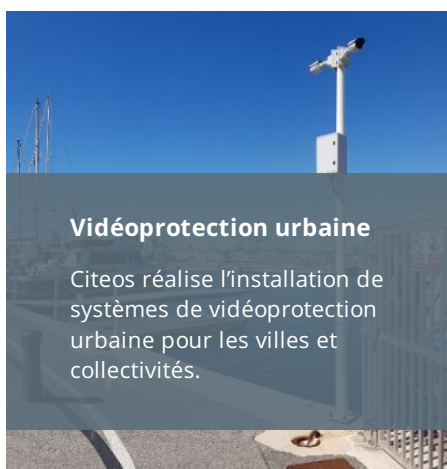 Vidéoprotection urbaine
Citeos réalise l’installation de
systèmes de vidéoprotection
urbaine pour les villes et
collectivités.